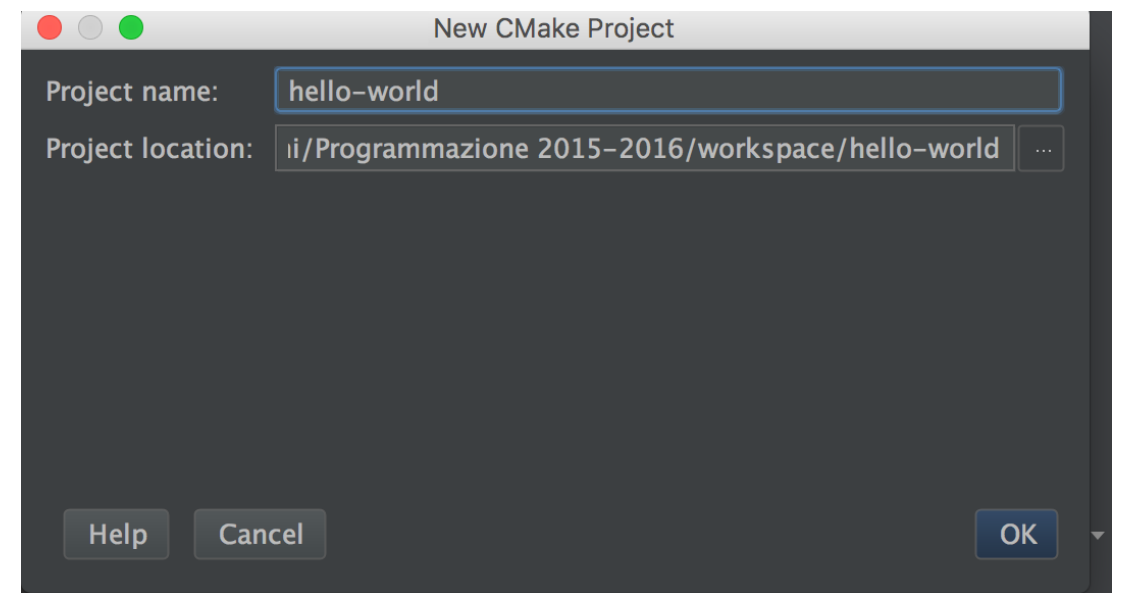 New CMake Project
Project name: hello-world
Project location: i/Programmazione 2015-2016/workspace/hello-world ...
Help Cancel OK